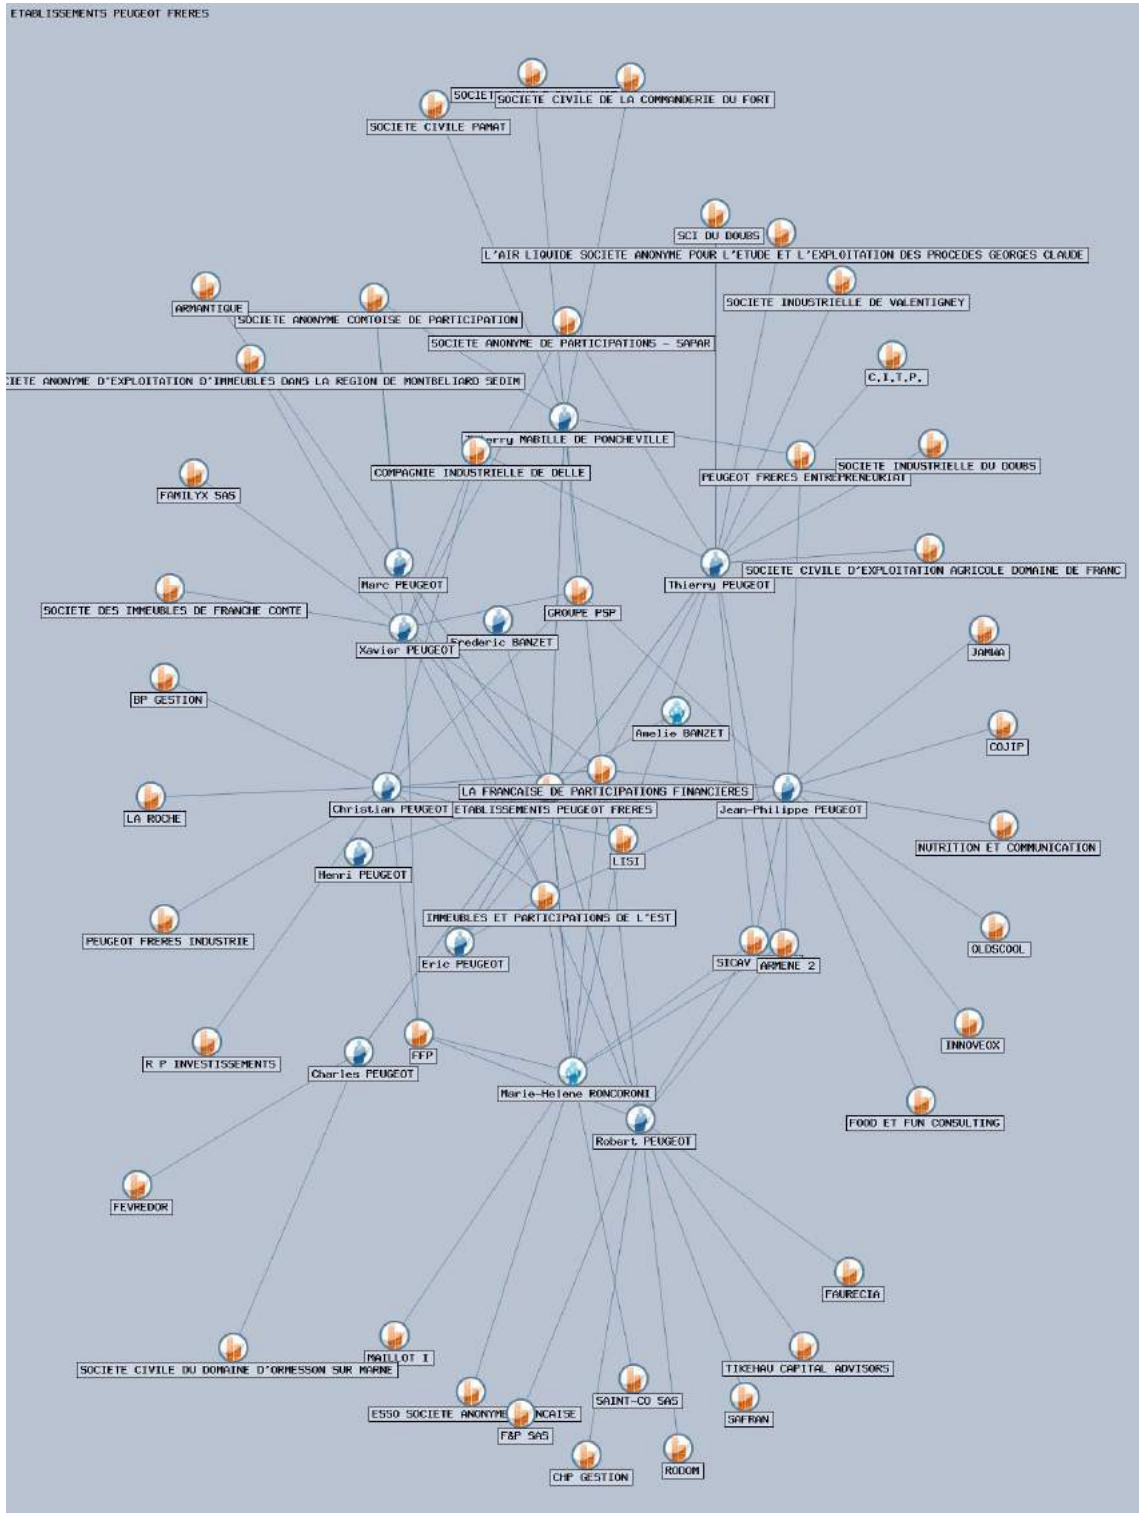 ETABLISSEMENTS PEUGEOT FRERES
SOCIET
SOCIETE CIVILE DE LA COMMANDERIE DU FORT
SOCIETE CIVILE PAMAT
SCI DU DOUBS
L'AIR LIQUIDE SOCIETE ANONYME POUR L'ETUDE ET L'EXPLOITATION DES PROCEDES GEORGES CLAUDE
SOCIETE INDUSTRIELLE DE VALENTIGNEY
ARMANTIQUE
SOCIETE ANONYME COMTOISE DE PARTICIPATION
SOCIETE ANONYME DE PARTICIPATIONS - SAPAR
C.I.T.P.
CIETE ANONYME D'EXPLOITATION D'IMMEUBLES DANS LA REGION DE MONTBELIARD SEDIM
Thierry MABILLE DE PONCHEVILLE
SOCIETE INDUSTRIELLE DU DOUBS
COMPAGNIE INDUSTRIELLE DE DELLE
PEUGEOT FRERES ENTREPRENEURIAT
FAMILYX SAS
SOCIETE CIVILE D'EXPLOITATION AGRICOLE DOMAINE DE FRANC
Marc PEUGEOT
Thierry PEUGEOT
SOCIETE DES IMMEUBLES DE FRANCHE COMTE
GROUPE PSP
Frederic BANZET
Xavier PEUGEOT
JAMWA
BP GESTION
Amelie BANZET
COJIP
LA FRANCAISE DE PARTICIPATIONS FINANCIERES
Christian PEUGEOT
ETABLISSEMENTS PEUGEOT FRERES
Jean-Philippe PEUGEOT
LA ROCHE
NUTRITION ET COMMUNICATION
LISI
Henri PEUGEOT
IMMEUBLES ET PARTICIPATIONS DE L'EST
PEUGEOT FRERES INDUSTRIE
OLDSCOOL
Eric PEUGEOT
SICAV
ARMENE 2
INNOVEOX
FFP
R P INVESTISSEMENTS
Charles PEUGEOT
Marie-Helene RONCORONI
FOOD ET FUN CONSULTING
Robert PEUGEOT
FEVREDOR
FAURECIA
MAILLOT I
SOCIETE CIVILE DU DOMAINE D'ORMESSON SUR MARNE
TIKEHAU CAPITAL ADVISORS
SAINT-CO SAS
ESSO SOCIETE ANONYME NCAISE
SAFRAN
F&P SAS
RODOM
CHP GESTION